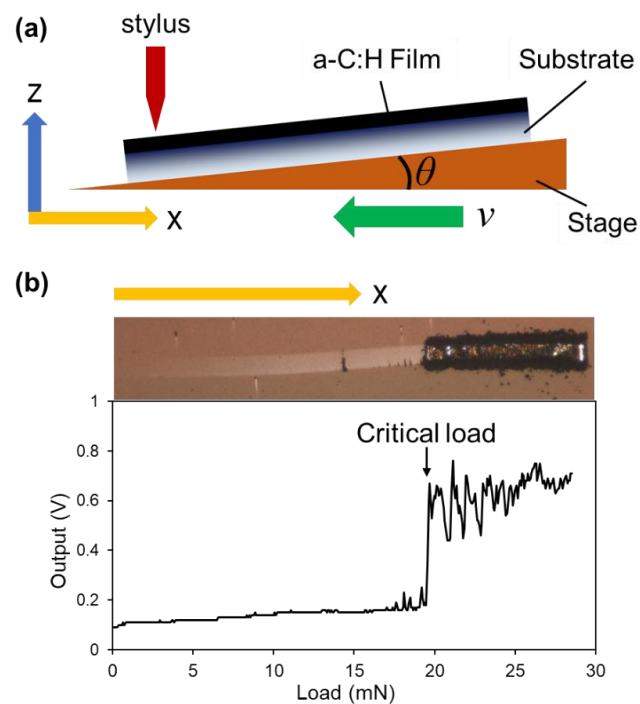 (a)
stylus
a-C:H Film
Substrate
Z
θ
X
v
Stage
(b)
X
Critical load
1
0.8
0.6
0.4
0.2
0
Output (V)
0 5 10 15 20 25 30
Load (mN)